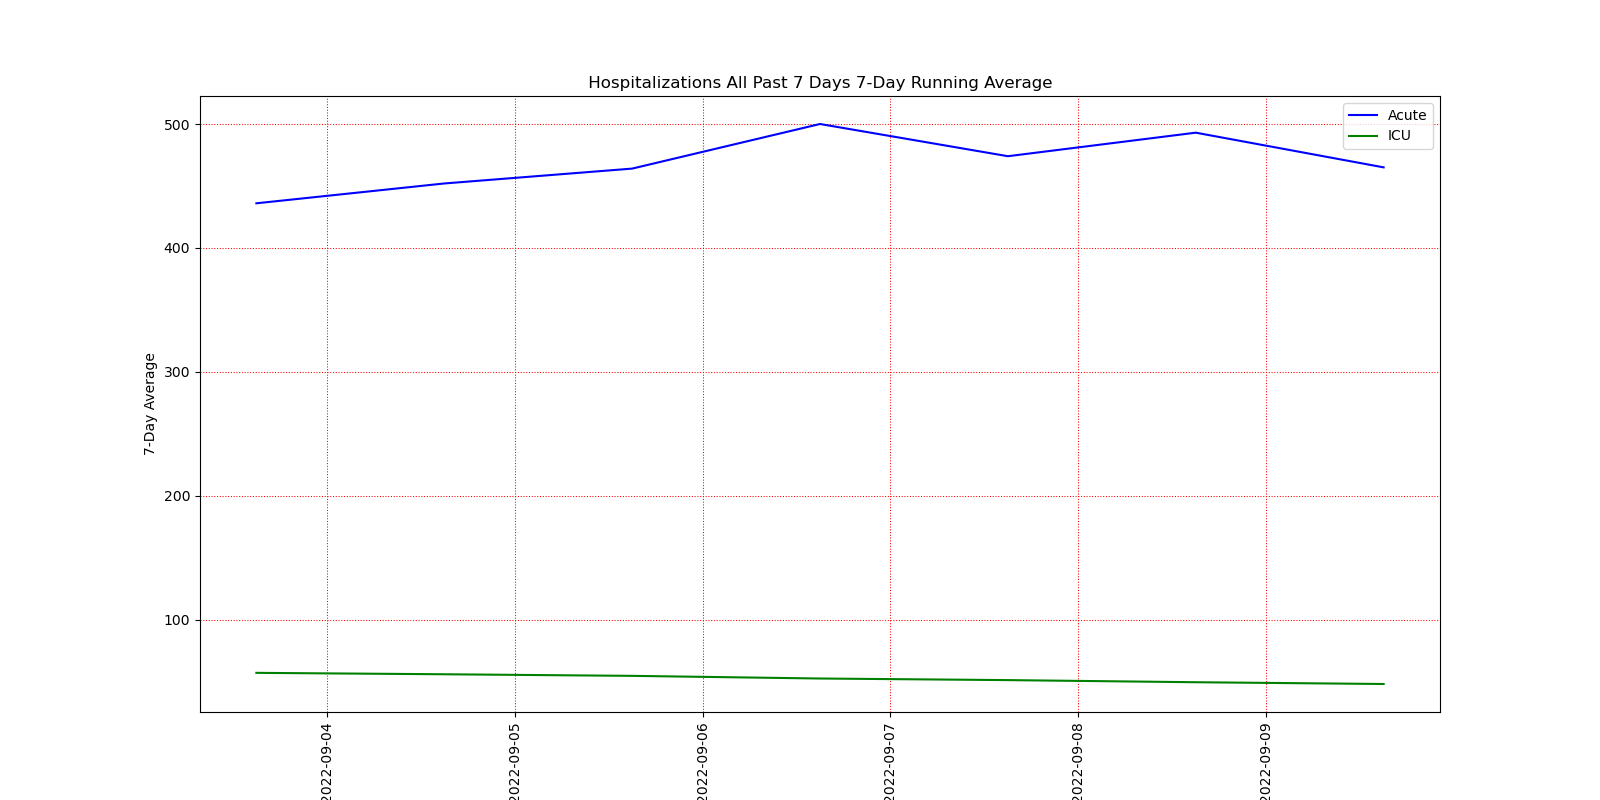 Hospitalizations All Past 7 Days 7-Day Running Average
500
400
300
200
100
7-Day Average
Acute
ICU
2022-09-04
2022-09-05
2022-09-06
2022-09-07
2022-09-08
2022-09-09